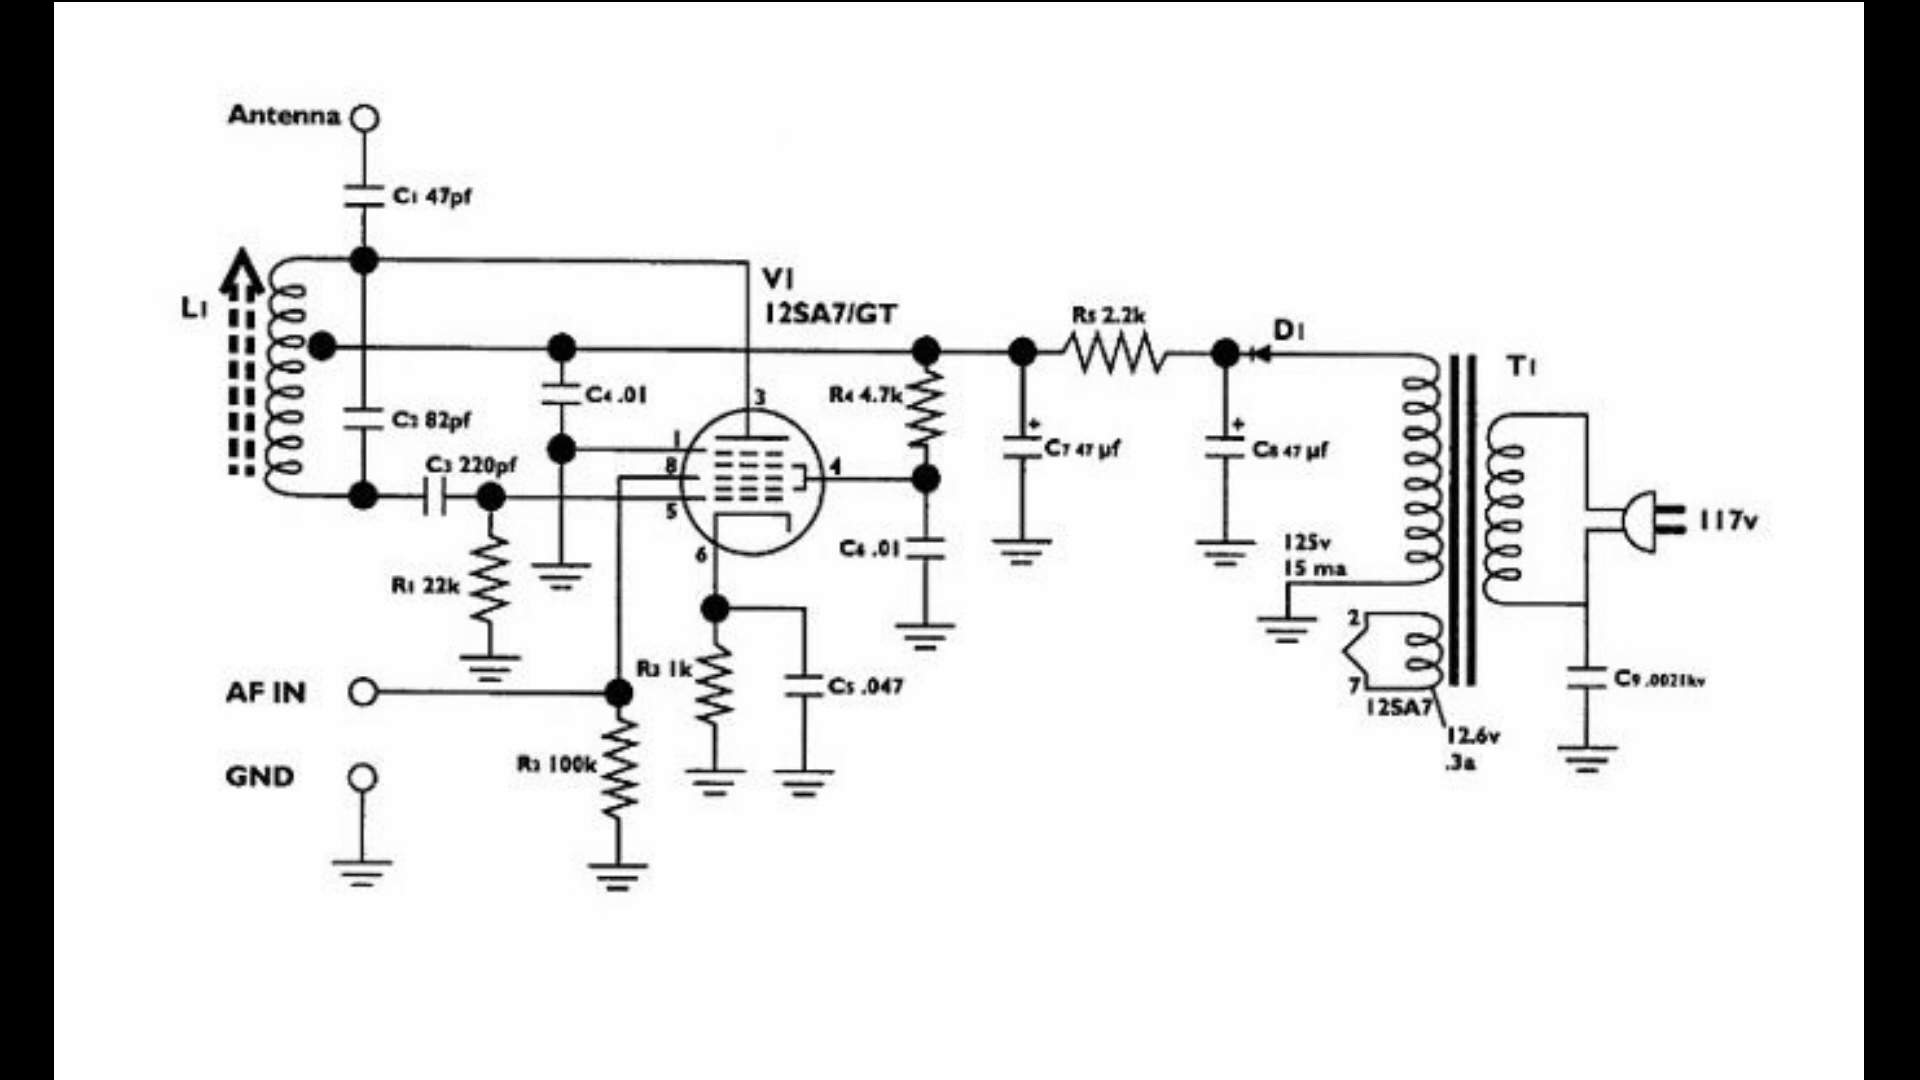 Antenna
C1 47pf
L1
V1
12SA7/GT
R5 2.2k
D1
T1
C4 .01
R4 4.7k
3
C2 82pf
C3 220pf
1
8
4
5
C7 47 µf
+
C8 47 µf
+
117v
6
C6 .01
125v
15 ma
R1 22k
2
R3 1k
C5 .047
7
12SA7
C9 .0021kv
AF IN
12.6v
.3a
R2 100k
GND